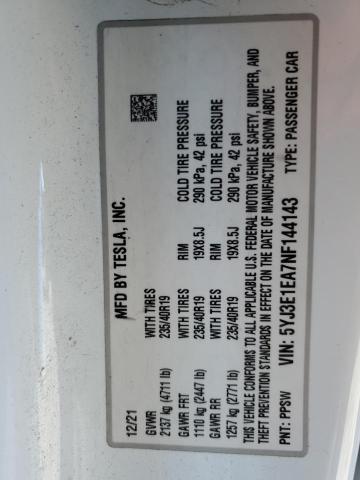 MFD BY TESLA, INC.
12/21
GVWR WITH TIRES RIM COLD TIRE PRESSURE
2137 kg (4711 lb) 235/40R19 19X8.5J 290 kPa, 42 psi
GAWR FRT WITH TIRES RIM COLD TIRE PRESSURE
1110 kg (2447 lb) 235/40R19 19X8.5J 290 kPa, 42 psi
GAWR RR
1257 kg (2771 lb) 235/40R19
THIS VEHICLE CONFORMS TO ALL APPLICABLE U.S. FEDERAL MOTOR VEHICLE SAFETY, BUMPER, AND
THEFT PREVENTION STANDARDS IN EFFECT ON THE DATE OF MANUFACTURE SHOWN ABOVE.
VIN: 5YJ3E1EA7NF144143 TYPE: PASSENGER CAR
PNT: PPSW